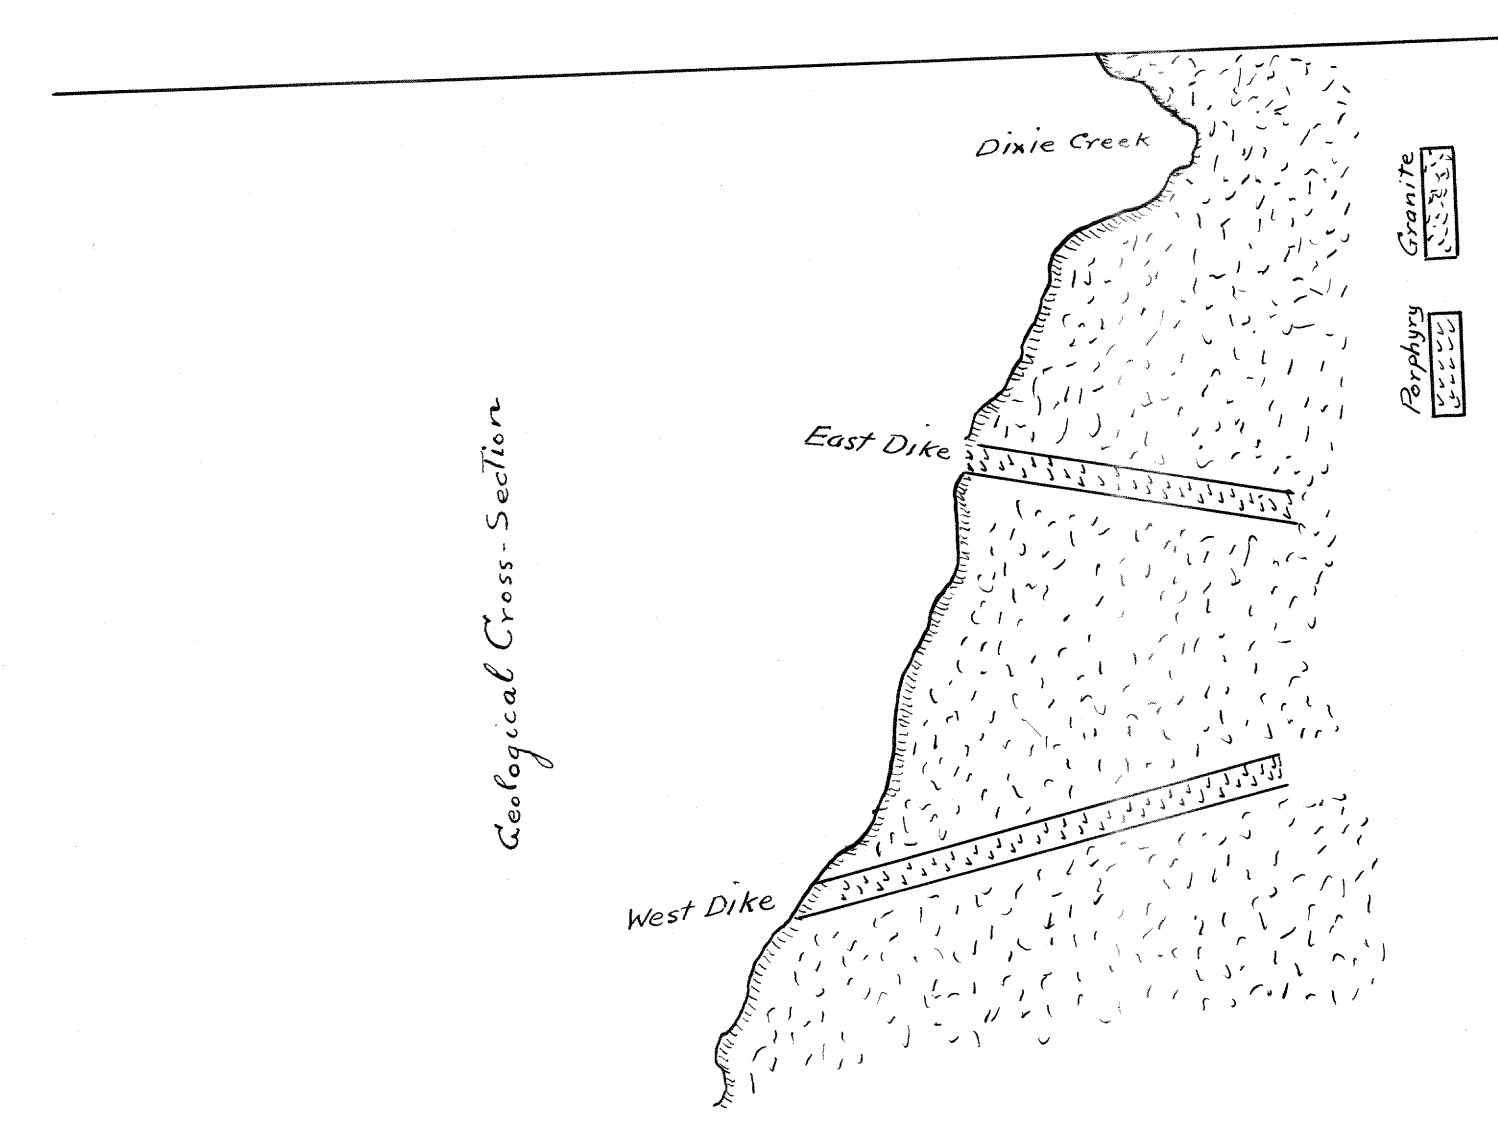 Geological Cross-Section
West Dike
East Dike
Dixie Creek
Porphyry
Granite